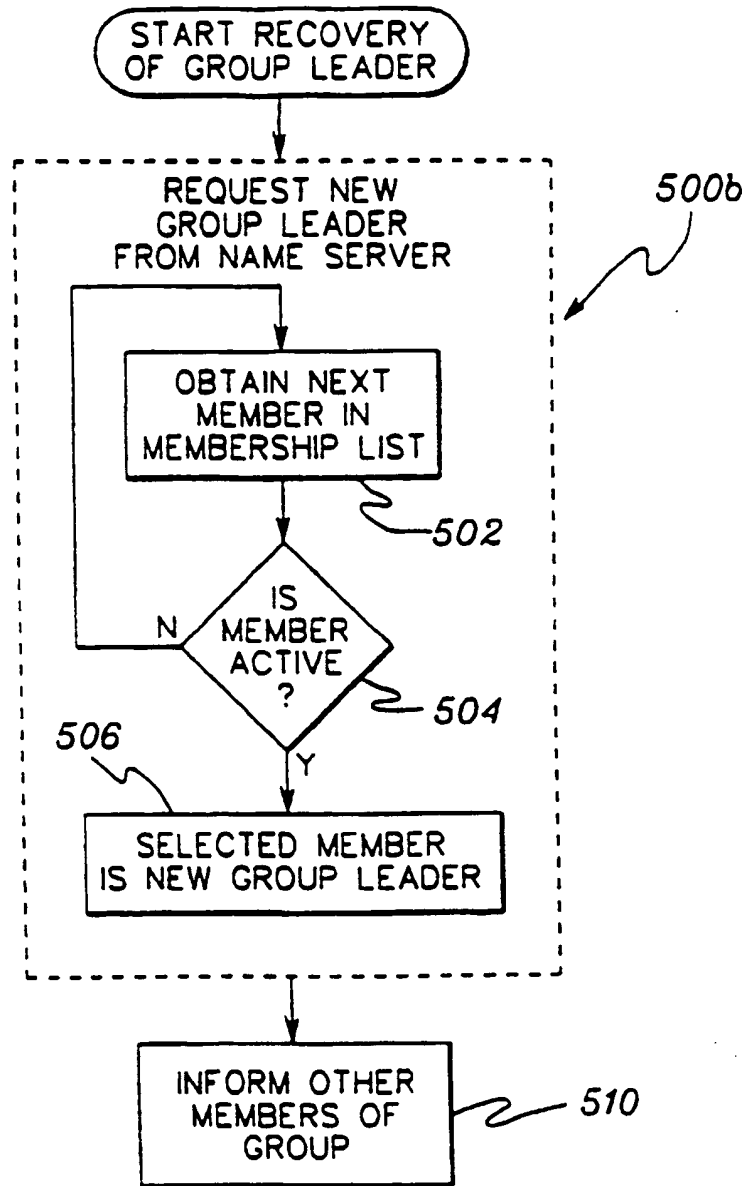 START RECOVERY
OF GROUP LEADER
REQUEST NEW
GROUP LEADER
FROM NAME SERVER
500b
OBTAIN NEXT
MEMBER IN
MEMBERSHIP LIST
502
IS
MEMBER
ACTIVE
?
N
504
Y
506
SELECTED MEMBER
IS NEW GROUP LEADER
INFORM OTHER
MEMBERS OF
GROUP
510